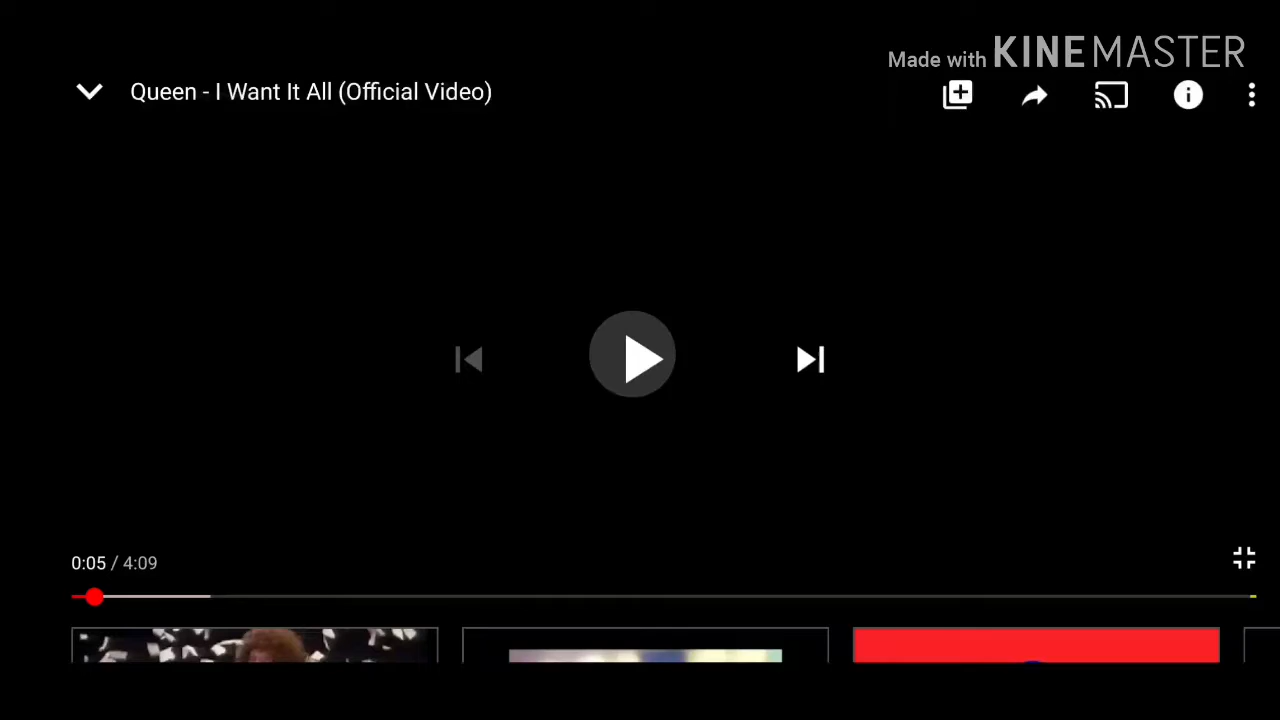 Made with KINEMASTER
Queen - I Want It All (Official Video)
0:05 / 4:09